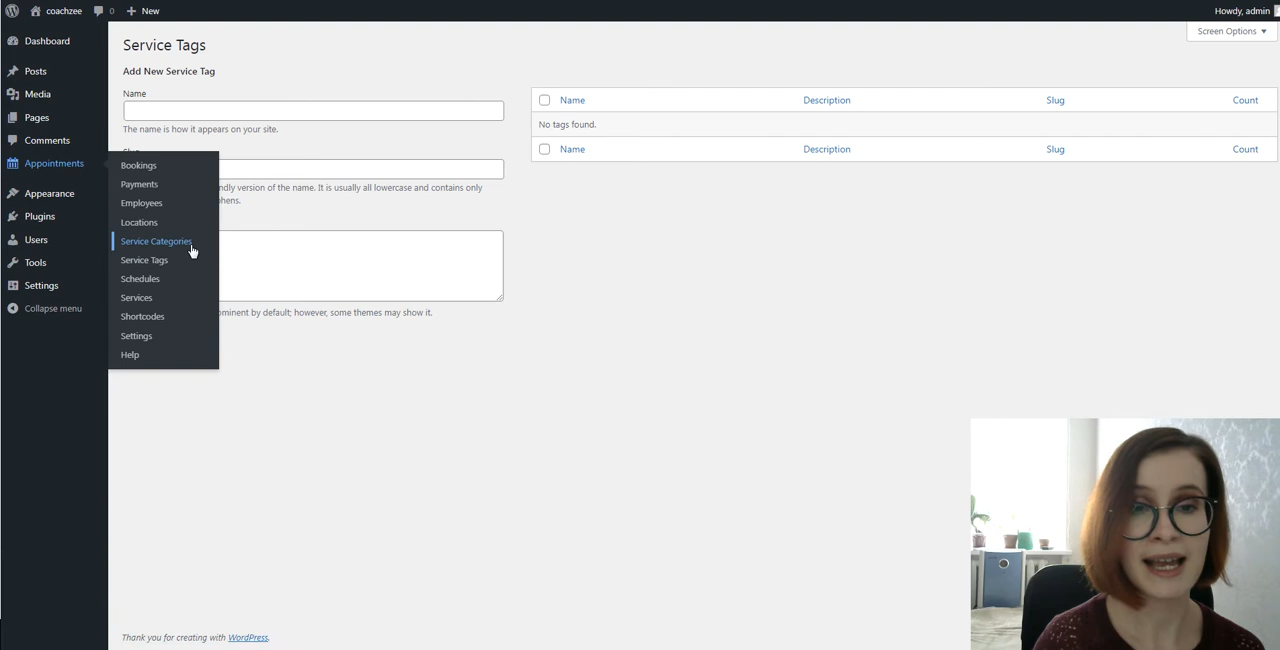 coachzee 0 + New Howdy, admin
Screen Options ▼
Dashboard
Posts
Media
Pages
Comments
Appointments
Appearance
Plugins
Users
Tools
Settings
Collapse menu
Bookings
Payments
Employees
Locations
Service Categories
Service Tags
Schedules
Services
Shortcodes
Settings
Help
Service Tags
Add New Service Tag
Name
The name is how it appears on your site.
ndly version of the name. It is usually all lowercase and contains only
phens.
ominent by default; however, some themes may show it.
Name Description Slug Count
No tags found.
Name Description Slug Count
Thank you for creating with WordPress.